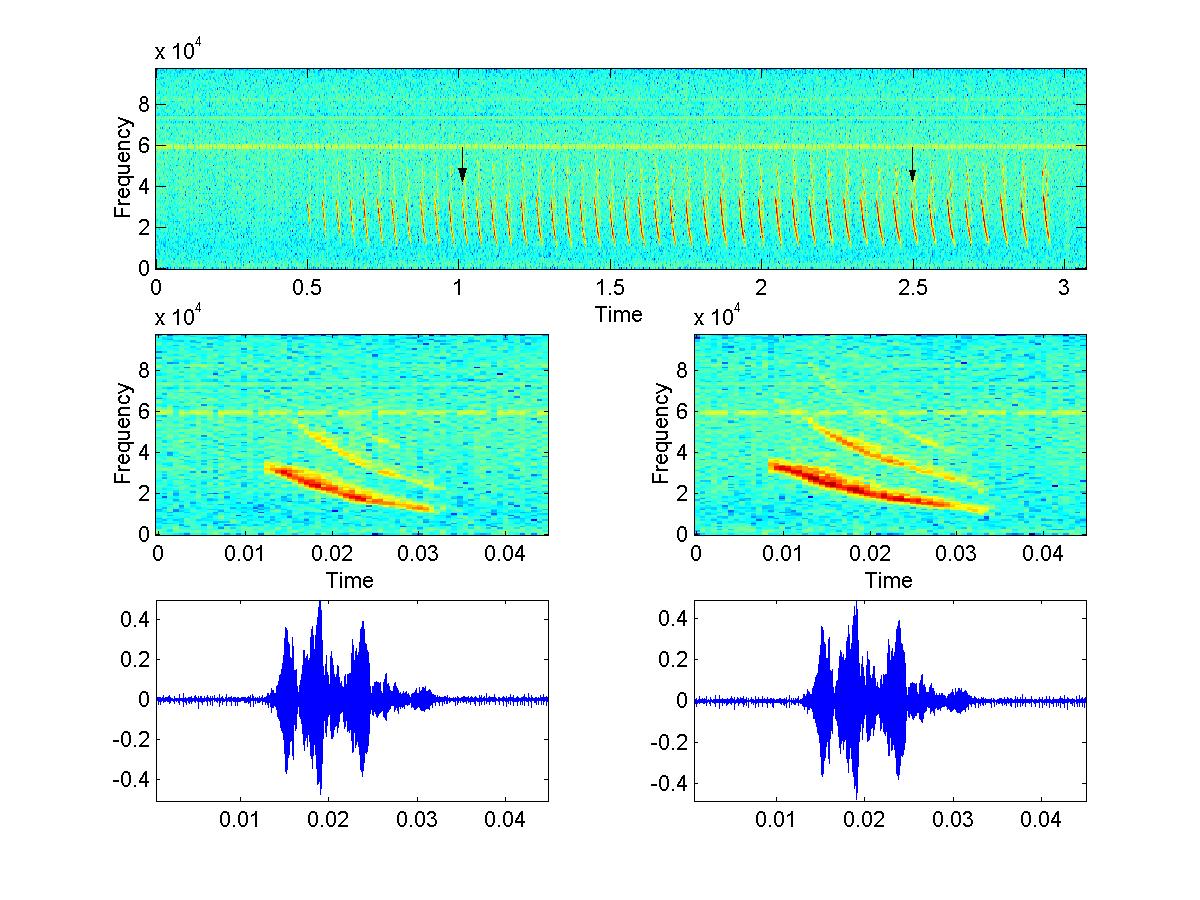 x 10^4
8
6
4
2
0
Frequency
0 0.5 1 1.5 2 2.5 3
Time
x 10^4 x 10^4
8 8
6 6
4 4
2 2
0 0
Frequency Frequency
0 0.01 0.02 0.03 0.04 0 0.01 0.02 0.03 0.04
Time Time
0.4 0.4
0.2 0.2
0 0
-0.2 -0.2
-0.4 -0.4
0.01 0.02 0.03 0.04 0.01 0.02 0.03 0.04